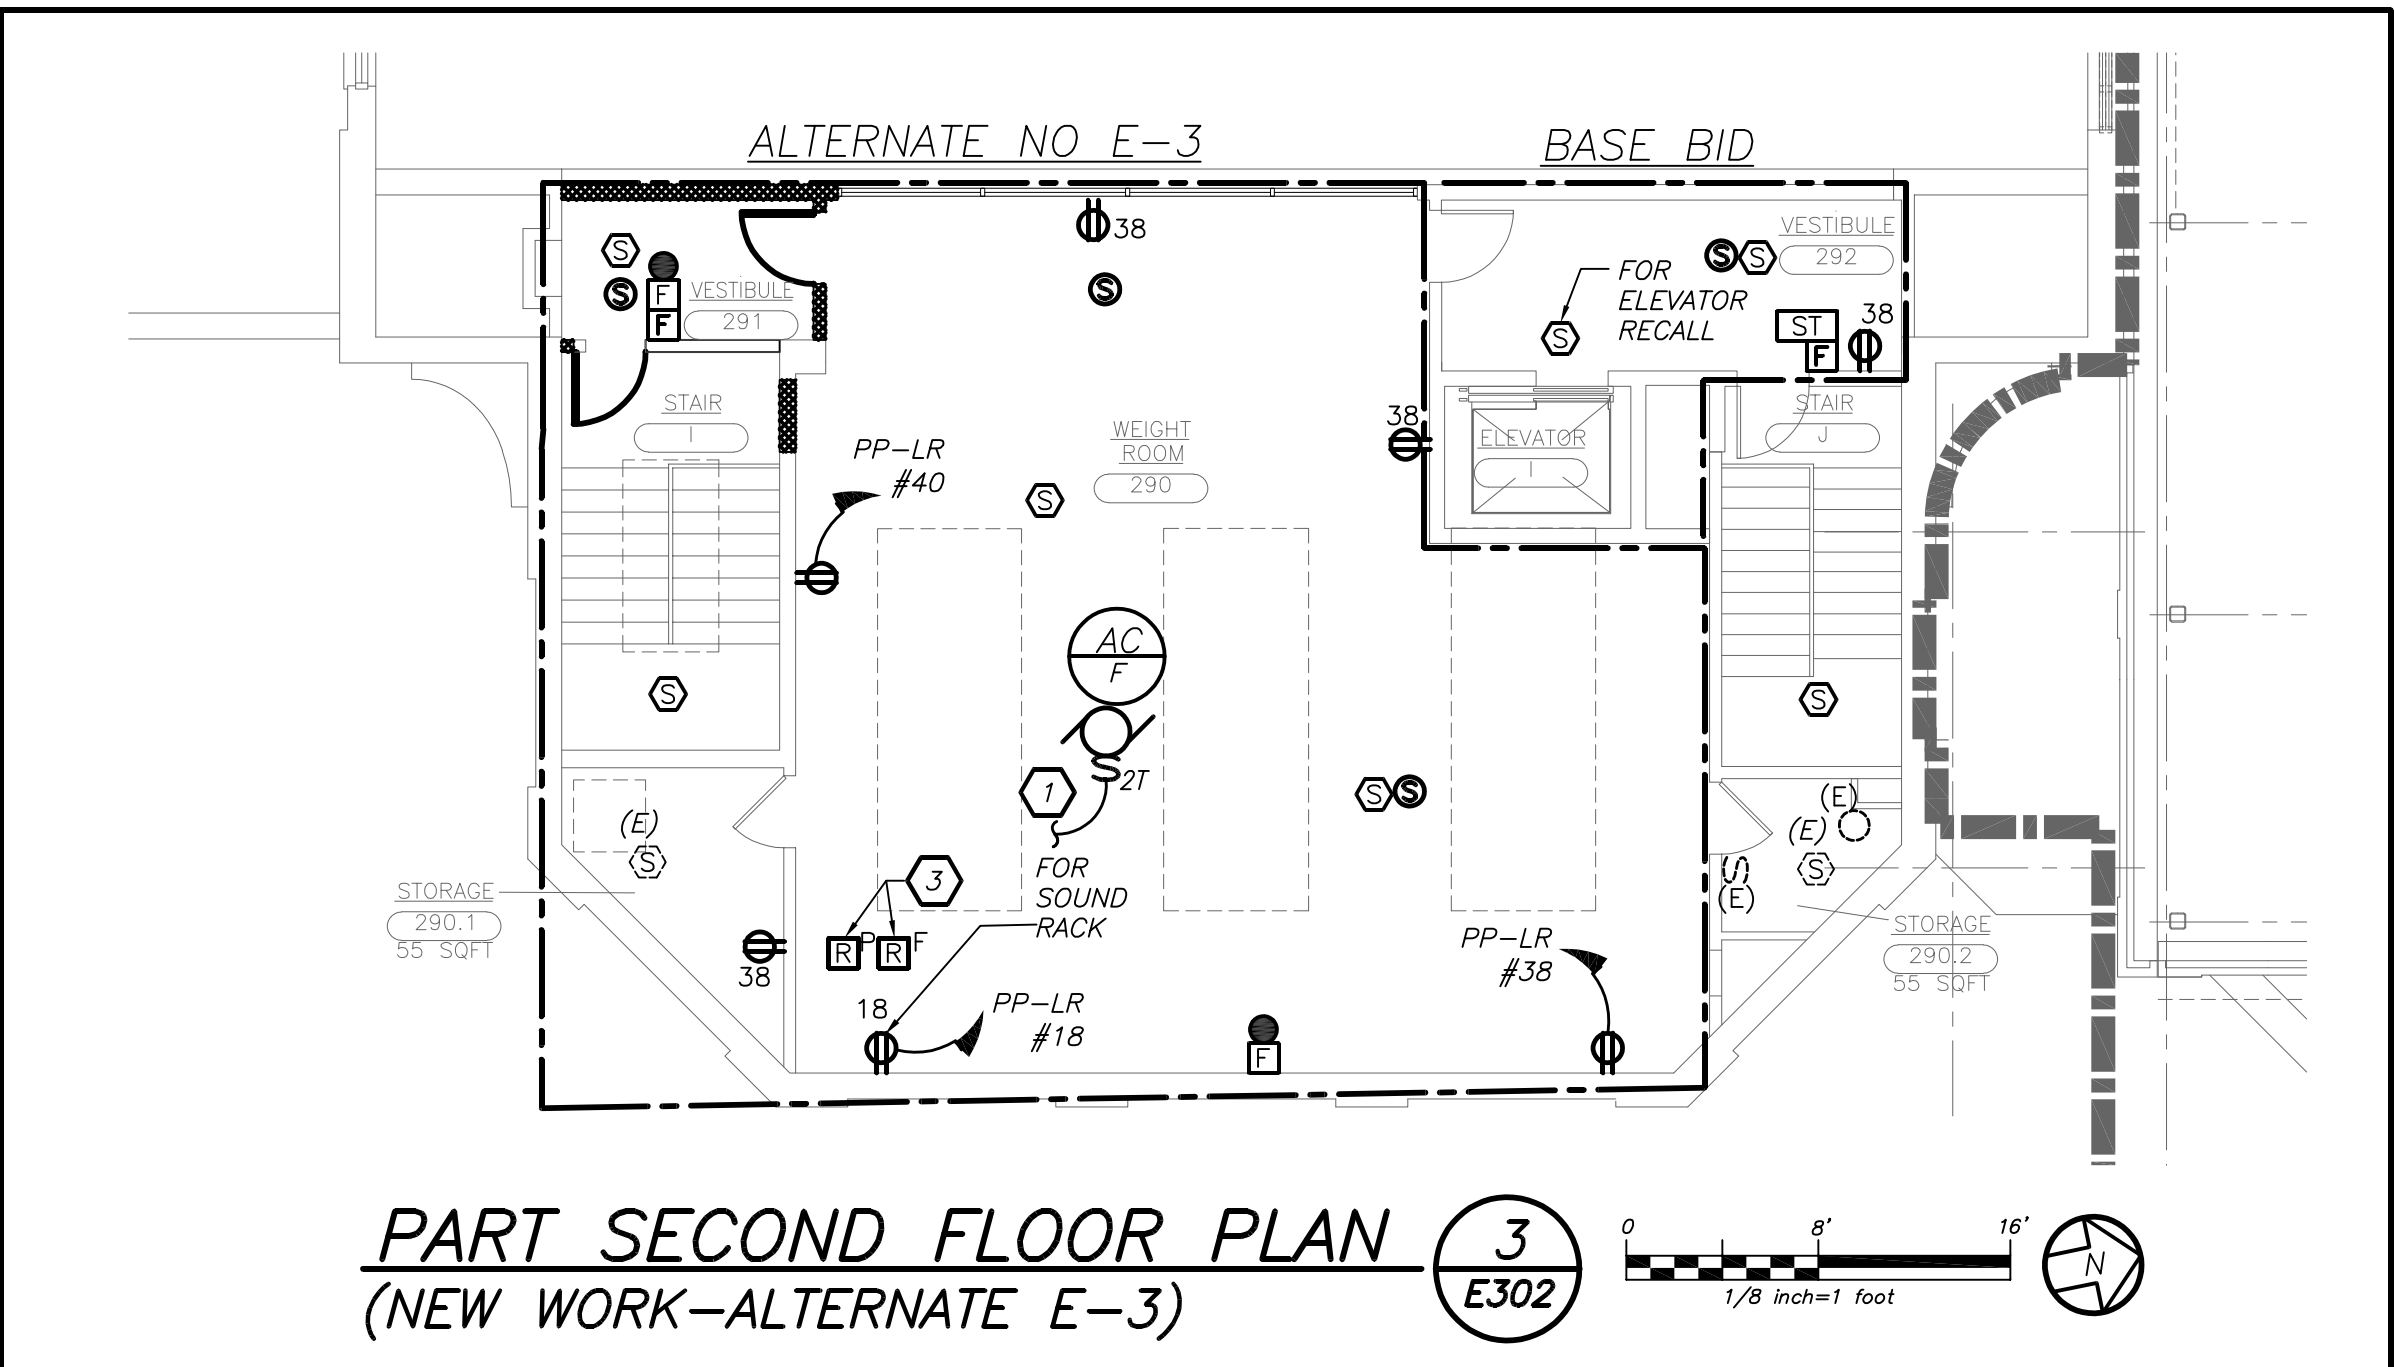 ALTERNATE NO E-3
BASE BID
38
S
S
F
F
VESTIBULE
291
S
S
S
VESTIBULE
292
FOR
ELEVATOR
RECALL
S
ST
F
38
STAIR
I
PP-LR
#40
WEIGHT
ROOM
290
S
38
ELEVATOR
I
STAIR
J
AC
F
2T
1
S
S
S
S
(E)
S
(E)
(E)
S
S
(E)
FOR
SOUND
RACK
3
R P
R F
STORAGE
290.1
55 SQFT
38
18
PP-LR
#18
F
PP-LR
#38
STORAGE
290.2
55 SQFT
PART SECOND FLOOR PLAN
(NEW WORK-ALTERNATE E-3)
3
E302
0 8' 16'
1/8 inch=1 foot
N